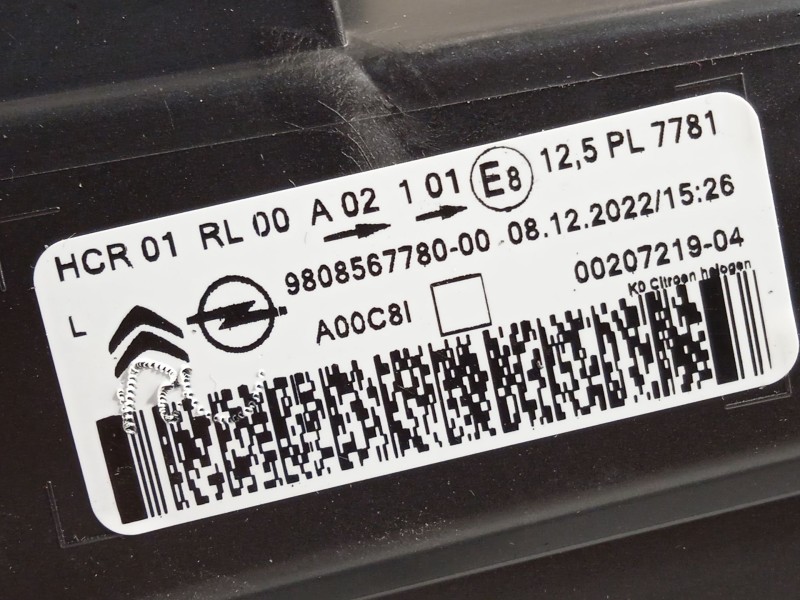 HCR 01 RL 00 A 02 1 01 E8 12,5 PL 7781
9808567780-00 08.12.2022/15:26
L A00C8I 00207219-04
K0 Citroen halogen